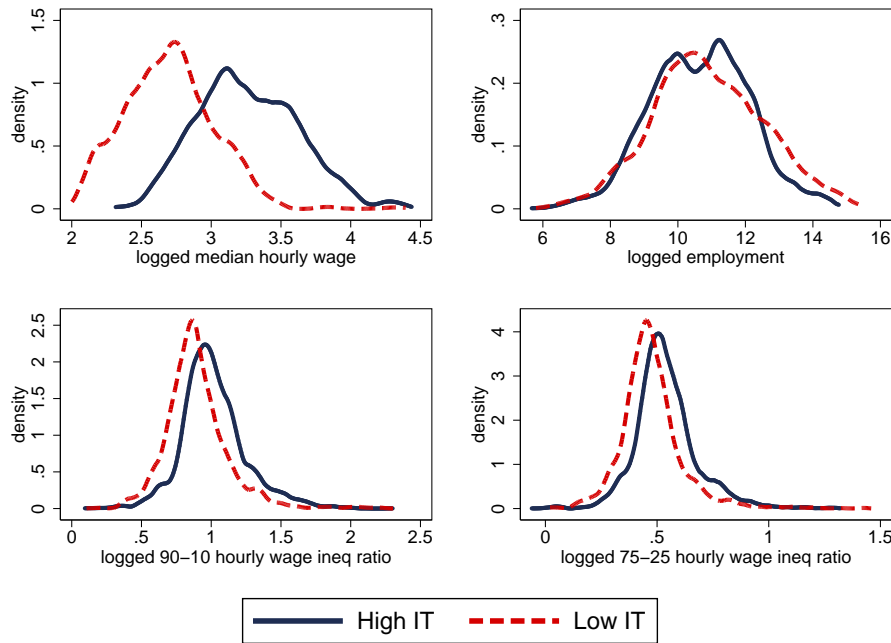 density
1.5
1
.5
0
2 2.5 3 3.5 4 4.5
logged median hourly wage
density
.3
.2
.1
0
6 8 10 12 14 16
logged employment
density
2.5
2
1.5
1
.5
0
0 .5 1 1.5 2 2.5
logged 90−10 hourly wage ineq ratio
density
4
3
2
1
0
0 .5 1 1.5
logged 75−25 hourly wage ineq ratio
High IT Low IT